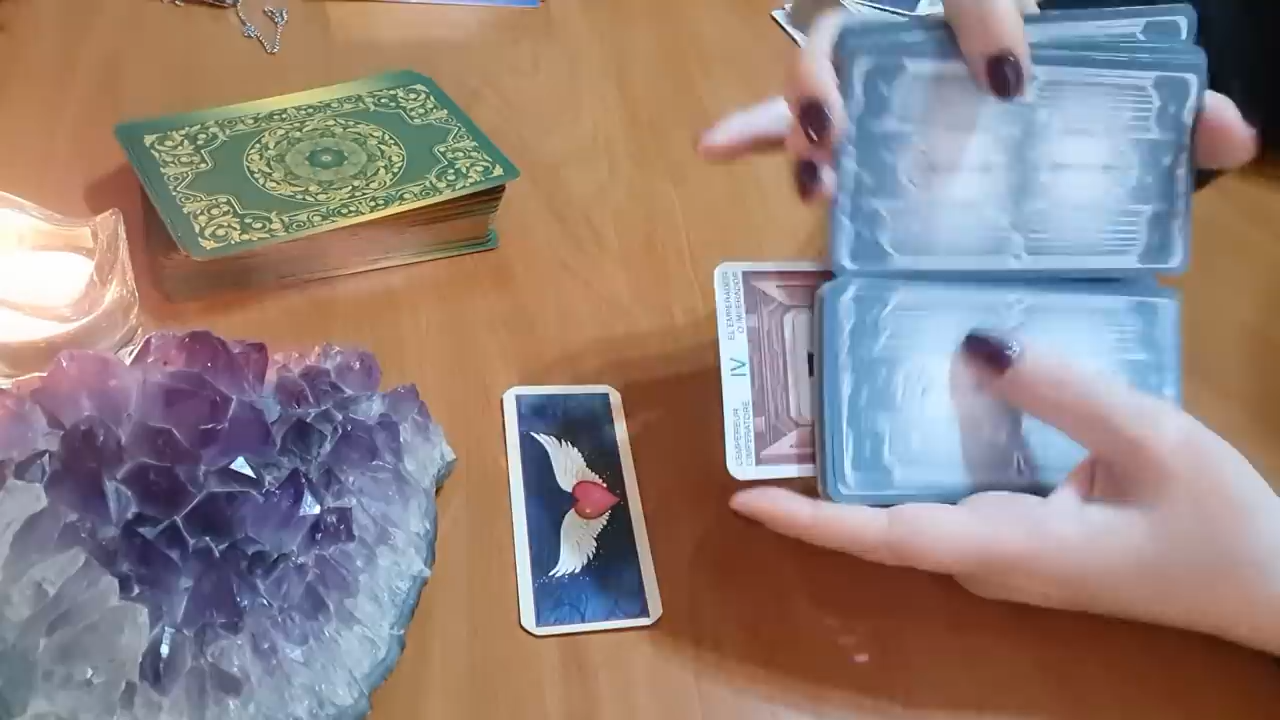 EL EMPERADOR
O IMPERADOR
IV
L'EMPEREUR
L'IMPERATORE